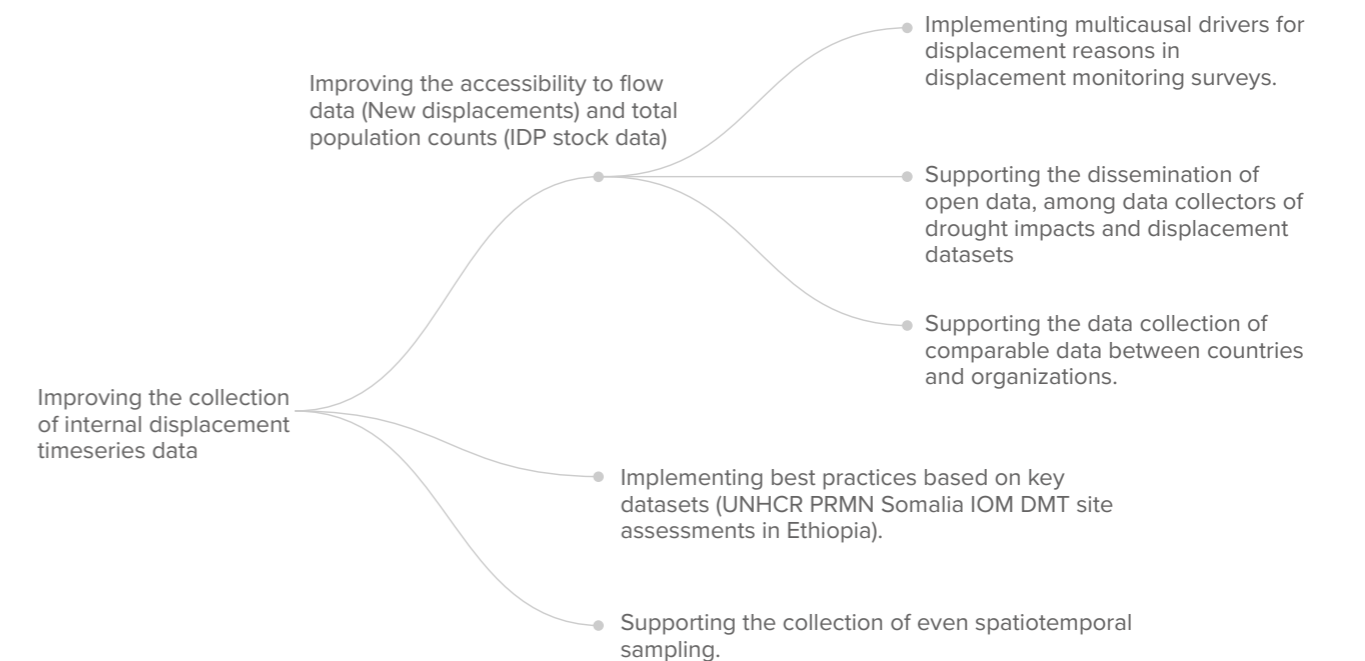 Improving the collection
of internal displacement
timeseries data
Improving the accessibility to flow
data (New displacements) and total
population counts (IDP stock data)
Implementing multicausal drivers for
displacement reasons in
displacement monitoring surveys.
Supporting the dissemination of
open data, among data collectors of
drought impacts and displacement
datasets
Supporting the data collection of
comparable data between countries
and organizations.
Implementing best practices based on key
datasets (UNHCR PRMN Somalia IOM DMT site
assessments in Ethiopia).
Supporting the collection of even spatiotemporal
sampling.